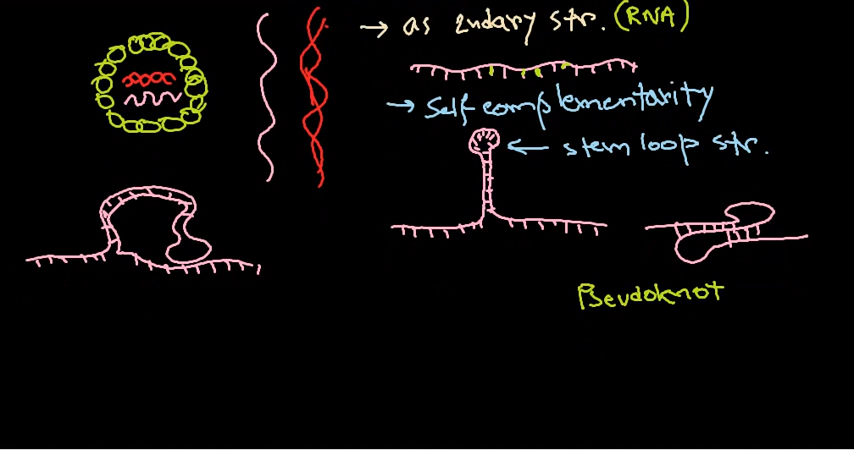 → as 2ndary str. (RNA)
→ Self complementarity
← stem loop str.
Pseudoknot